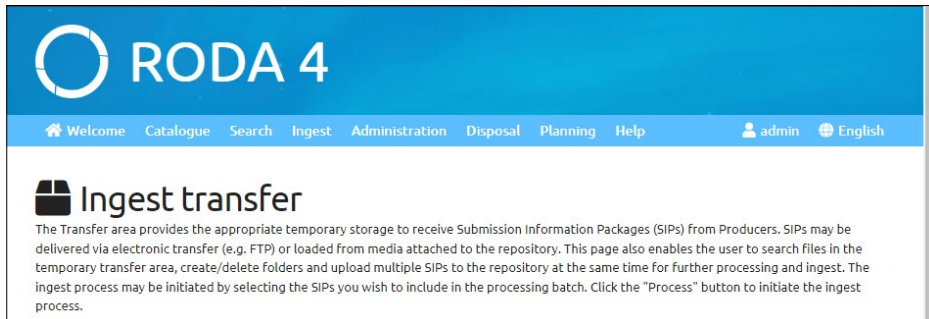 RODA 4
Welcome Catalogue Search Ingest Administration Disposal Planning Help admin English
Ingest transfer
The Transfer area provides the appropriate temporary storage to receive Submission Information Packages (SIPs) from Producers. SIPs may be
delivered via electronic transfer (e.g. FTP) or loaded from media attached to the repository. This page also enables the user to search files in the
temporary transfer area, create/delete folders and upload multiple SIPs to the repository at the same time for further processing and ingest. The
ingest process may be initiated by selecting the SIPs you wish to include in the processing batch. Click the "Process" button to initiate the ingest
process.